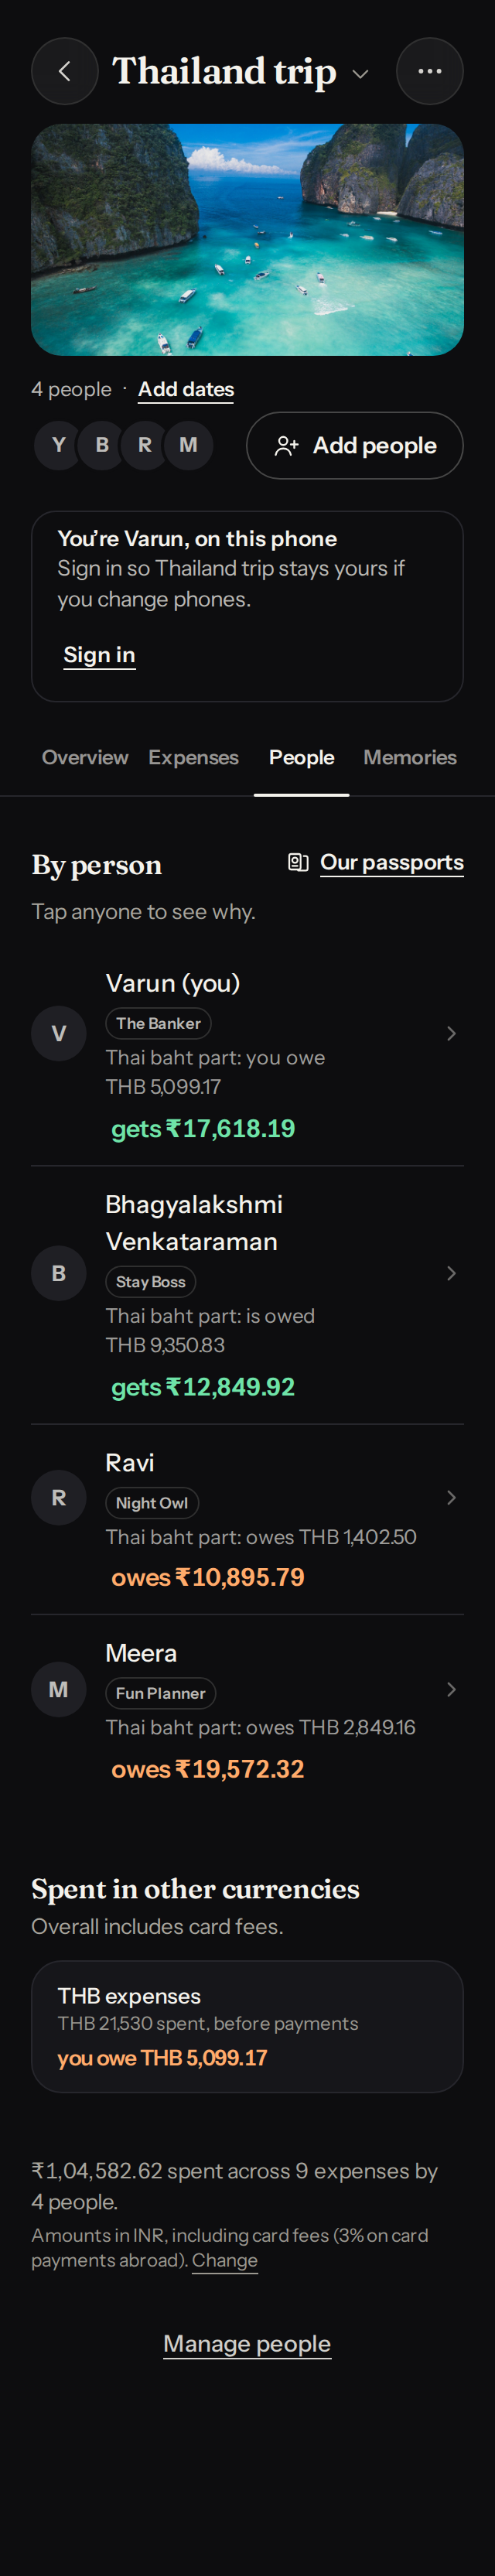 Thailand trip
4 people · Add dates
Y B R M
Add people
You’re Varun, on this phone
Sign in so Thailand trip stays yours if
you change phones.
Sign in
Overview Expenses People Memories
By person
Our passports
Tap anyone to see why.
V
Varun (you)
The Banker
Thai baht part: you owe
THB 5,099.17
gets ₹17,618.19
B
Bhagyalakshmi
Venkataraman
Stay Boss
Thai baht part: is owed
THB 9,350.83
gets ₹12,849.92
R
Ravi
Night Owl
Thai baht part: owes THB 1,402.50
owes ₹10,895.79
M
Meera
Fun Planner
Thai baht part: owes THB 2,849.16
owes ₹19,572.32
Spent in other currencies
Overall includes card fees.
THB expenses
THB 21,530 spent, before payments
you owe THB 5,099.17
₹1,04,582.62 spent across 9 expenses by
4 people.
Amounts in INR, including card fees (3% on card
payments abroad). Change
Manage people